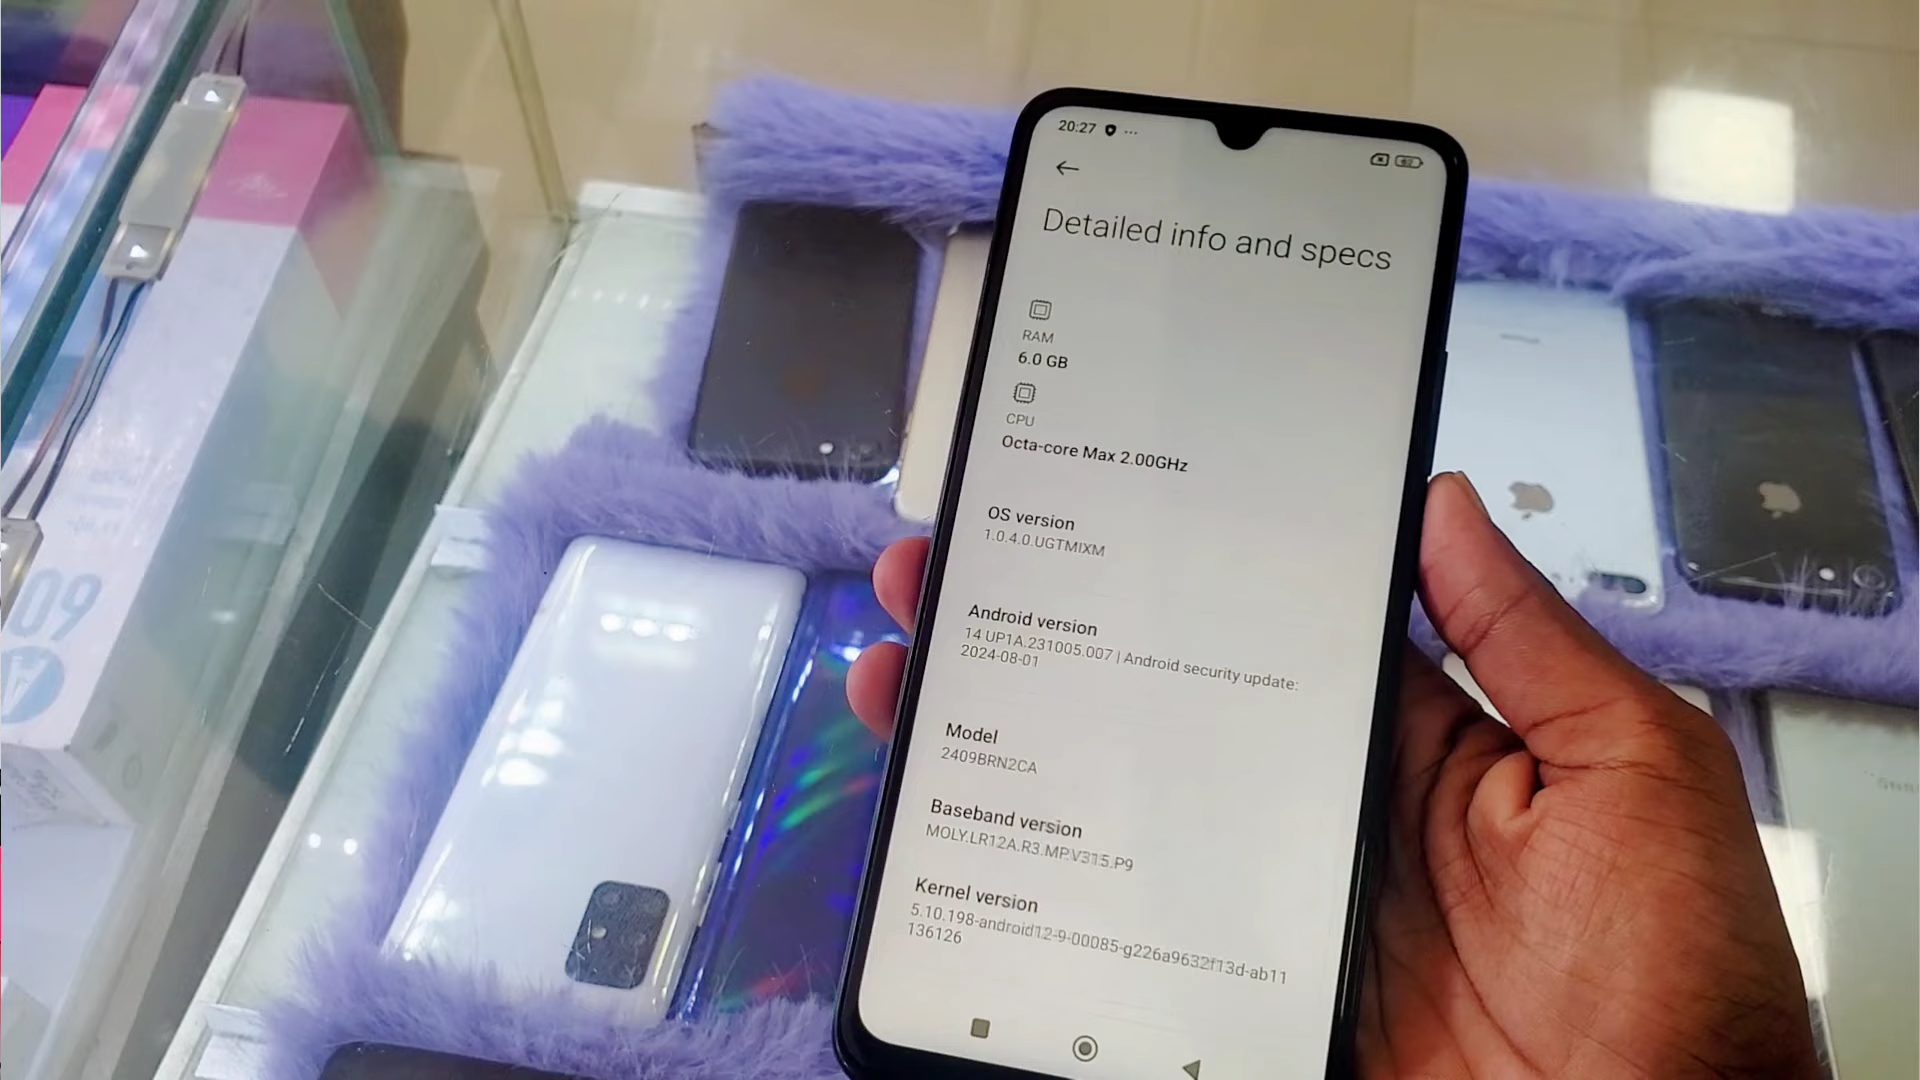 20:27
Detailed info and specs
RAM
6.0 GB
CPU
Octa-core Max 2.00GHz
OS version
1.0.4.0.UGTMIXM
Android version
14 UP1A.231005.007 | Android security update:
2024-08-01
Model
2409BRN2CA
Baseband version
MOLY.LR12A.R3.MP.V315.P9
Kernel version
5.10.198-android12-9-00085-g226a9632f13d-ab11
136126
09